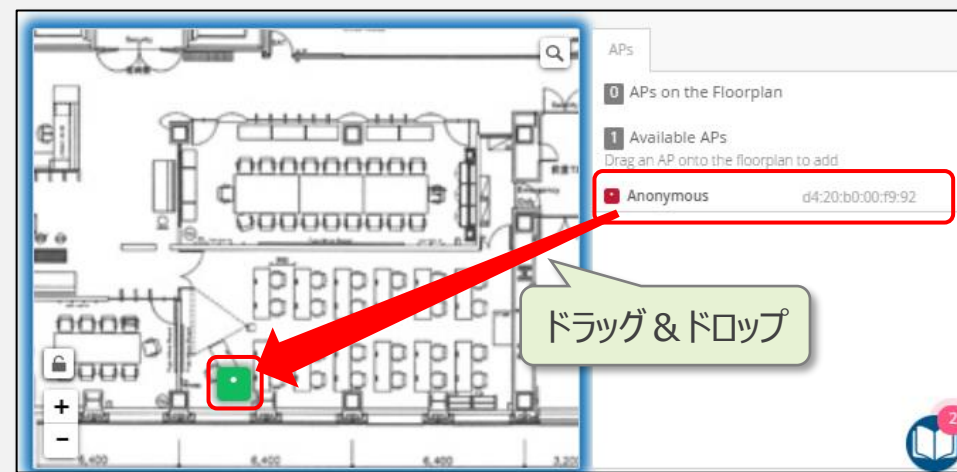 APs
0 APs on the Floorplan
1 Available APs
Drag an AP onto the floorplan to add
Anonymous d4:20:b0:00:f9:92
ドラッグ＆ドロップ
+
−
6,400 6,400 6,400 3,200
2